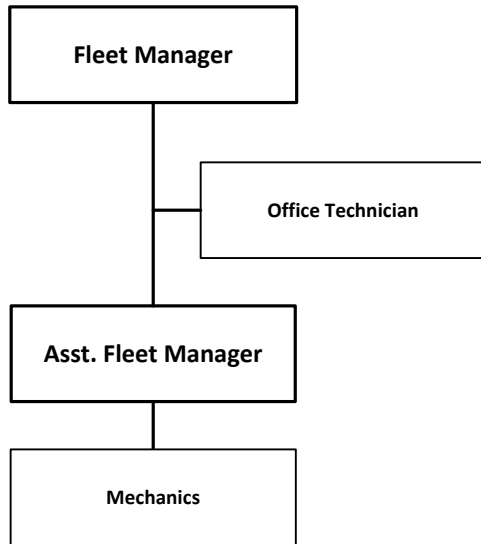 Fleet Manager
Office Technician
Asst. Fleet Manager
Mechanics